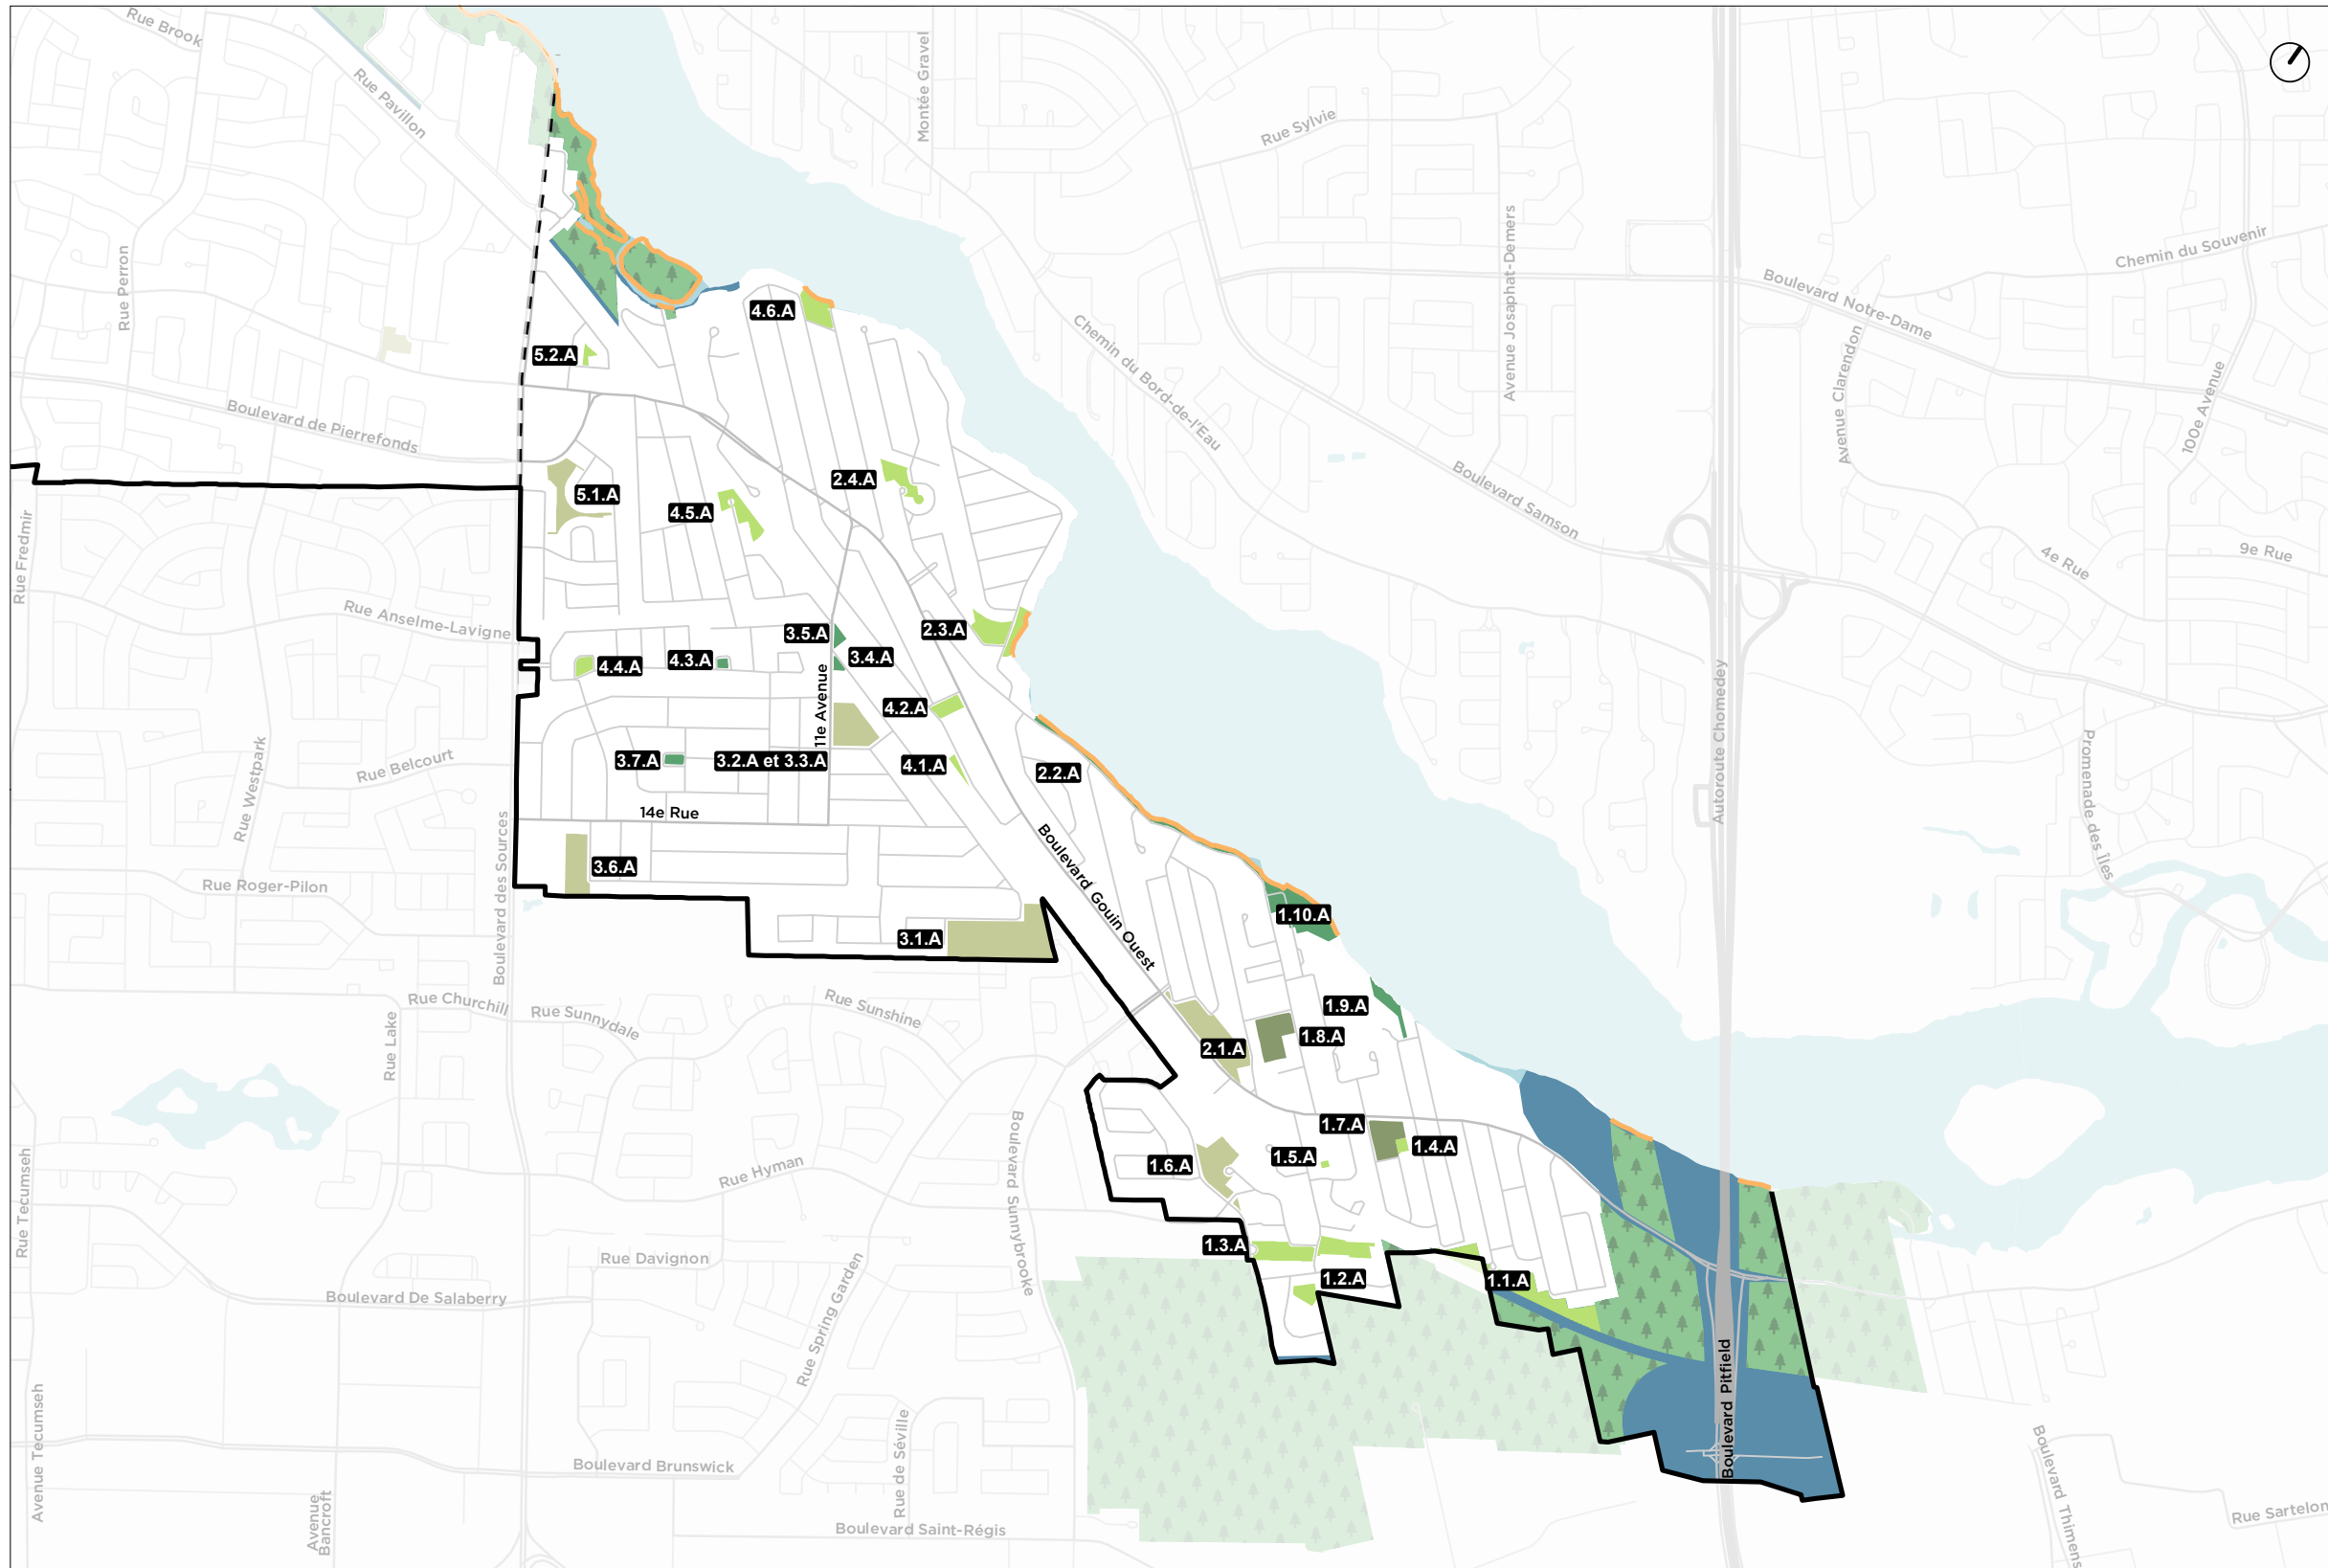 Rue Brook
Rue Pavillon
Montée Gravel
Rue Sylvie
Rue Perron
Avenue Josaphat-Demers
Chemin du Souvenir
Boulevard Notre-Dame
Avenue Clarendon
100e Avenue
Chemin du Bord-de-l'Eau
4.6.A
5.2.A
Boulevard de Pierrefonds
Boulevard Samson
2.4.A
5.1.A
4.5.A
Rue Fredmir
9e Rue
4e Rue
Rue Anselme-Lavigne
3.5.A
2.3.A
4.4.A
4.3.A
3.4.A
11e Avenue
4.2.A
Autoroute Chomedey
3.7.A
3.2.A et 3.3.A
4.1.A
2.2.A
Rue Westpark
Rue Belcourt
Promenade des Îles
14e Rue
Boulevard Gouin Ouest
3.6.A
Rue Roger-Pilon
Boulevard des Sources
3.1.A
1.10.A
Rue Churchill
Rue Sunnydale
Rue Sunshine
Rue Lake
1.9.A
1.8.A
2.1.A
1.7.A
1.4.A
1.5.A
1.6.A
Rue Hyman
Boulevard Sunnybrooke
Rue Tecumseh
Rue Davignon
1.3.A
1.2.A
1.1.A
Boulevard De Salaberry
Rue Spring Garden
Boulevard Pitfield
Avenue Tecumseh
Boulevard Brunswick
Rue de Séville
Avenue
Bancroft
Boulevard Saint-Régis
Boulevard Thimens
Rue Sartelon